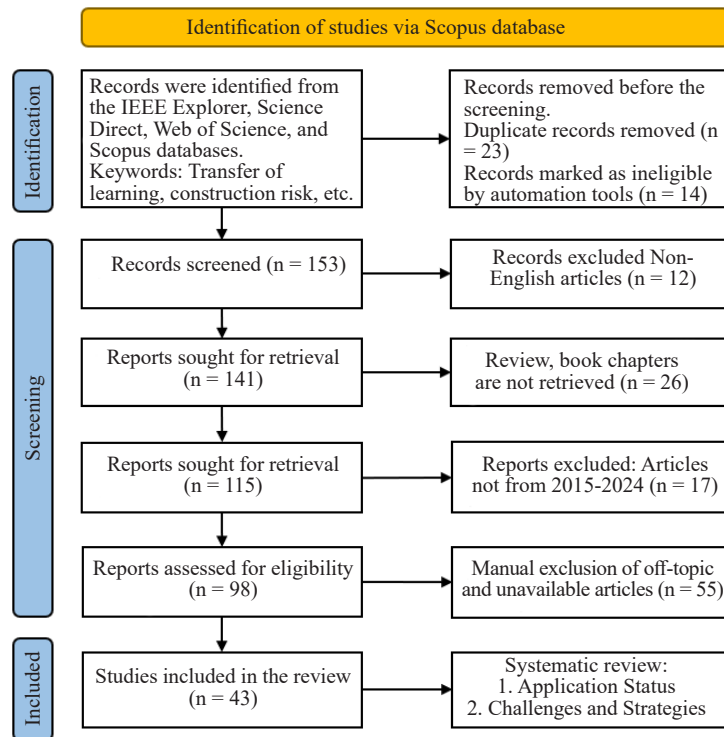 Identification of studies via Scopus database
Identification
Records were identified from
the IEEE Explorer, Science
Direct, Web of Science, and
Scopus databases.
Keywords: Transfer of
learning, construction risk, etc.
Records removed before the
screening.
Duplicate records removed (n
= 23)
Records marked as ineligible
by automation tools (n = 14)
Screening
Records screened (n = 153)
Records excluded Non-
English articles (n = 12)
Reports sought for retrieval
(n = 141)
Review, book chapters
are not retrieved (n = 26)
Reports sought for retrieval
(n = 115)
Reports excluded: Articles
not from 2015-2024 (n = 17)
Reports assessed for eligibility
(n = 98)
Manual exclusion of off-topic
and unavailable articles (n = 55)
Included
Studies included in the review
(n = 43)
Systematic review:
1. Application Status
2. Challenges and Strategies